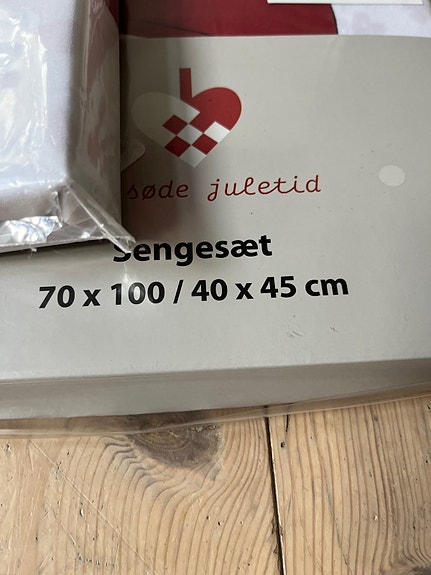 søde juletid
Sengesæt
70 x 100 / 40 x 45 cm